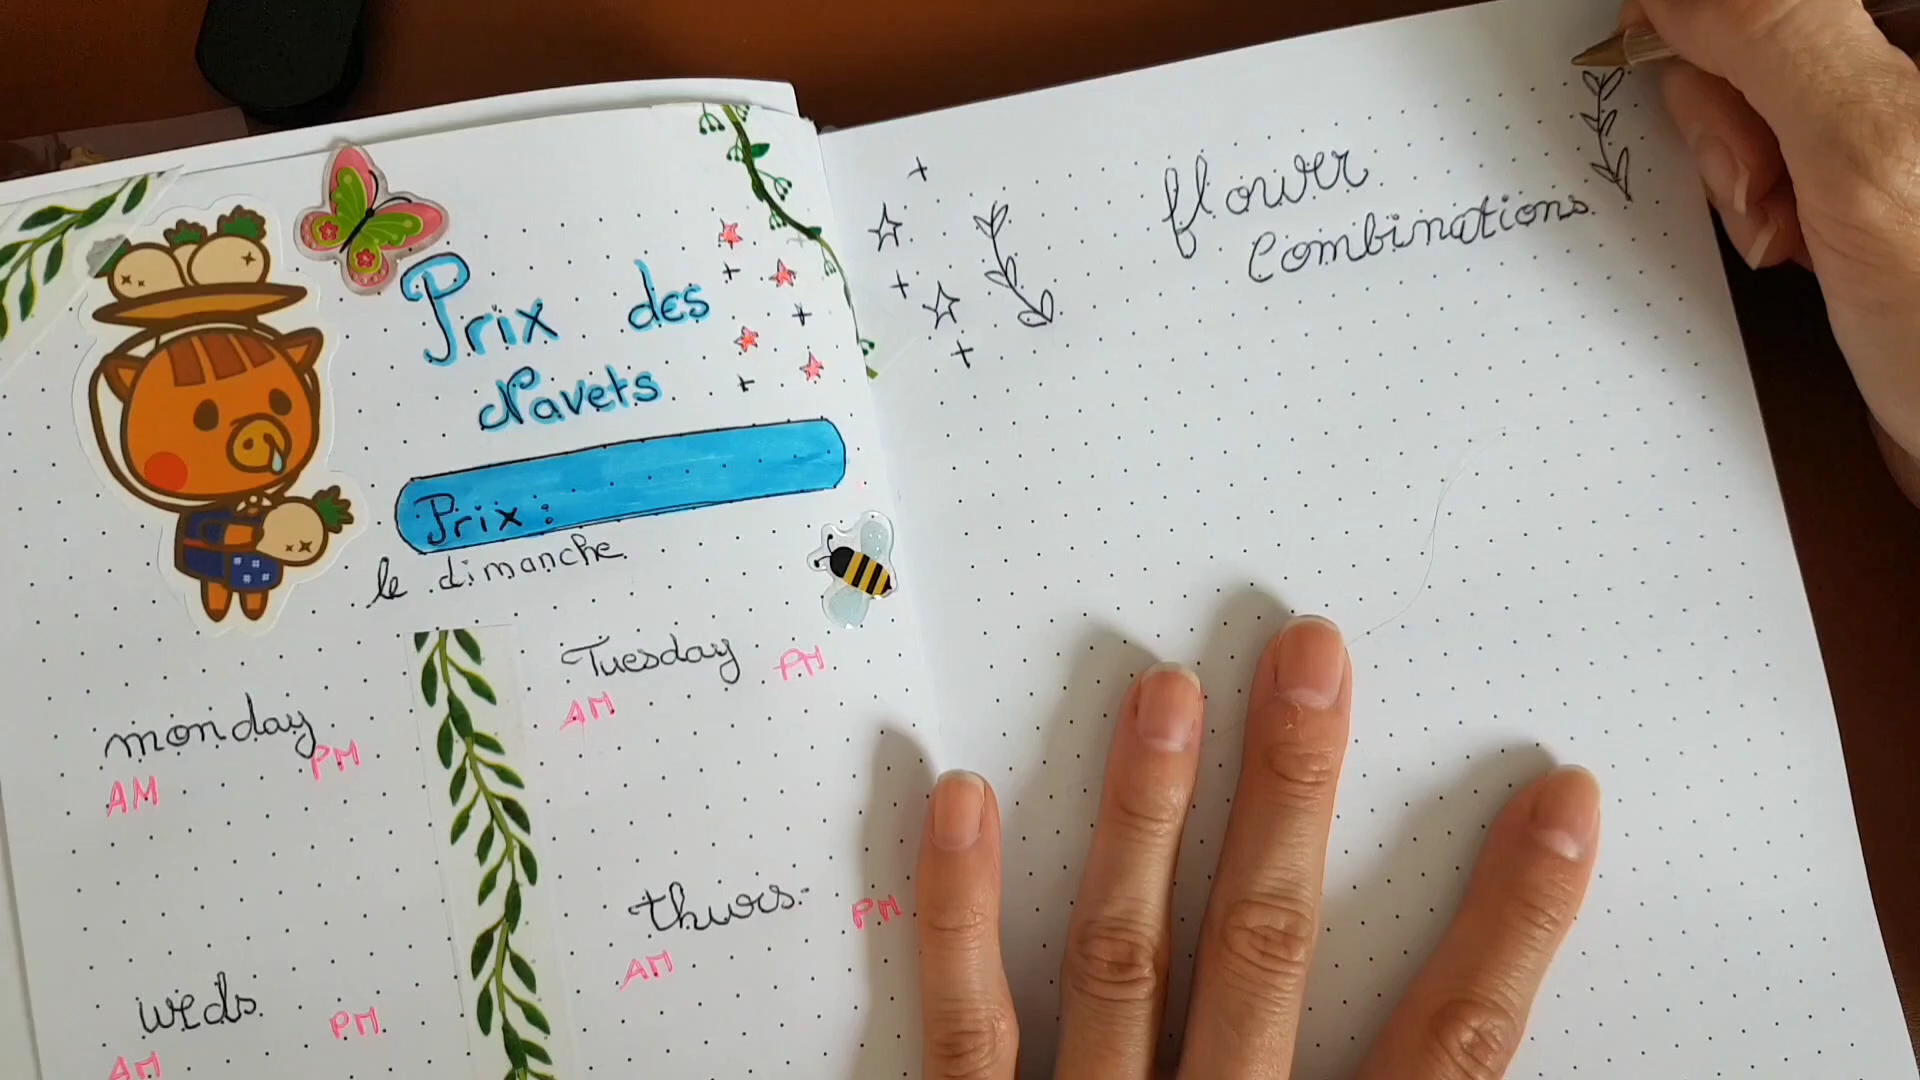 Prix des
Navets
Prix :
le dimanche
monday
AM PM
Tuesday
AM PM
weds.
AM PM
thurs.
AM PM
flower
Combinations